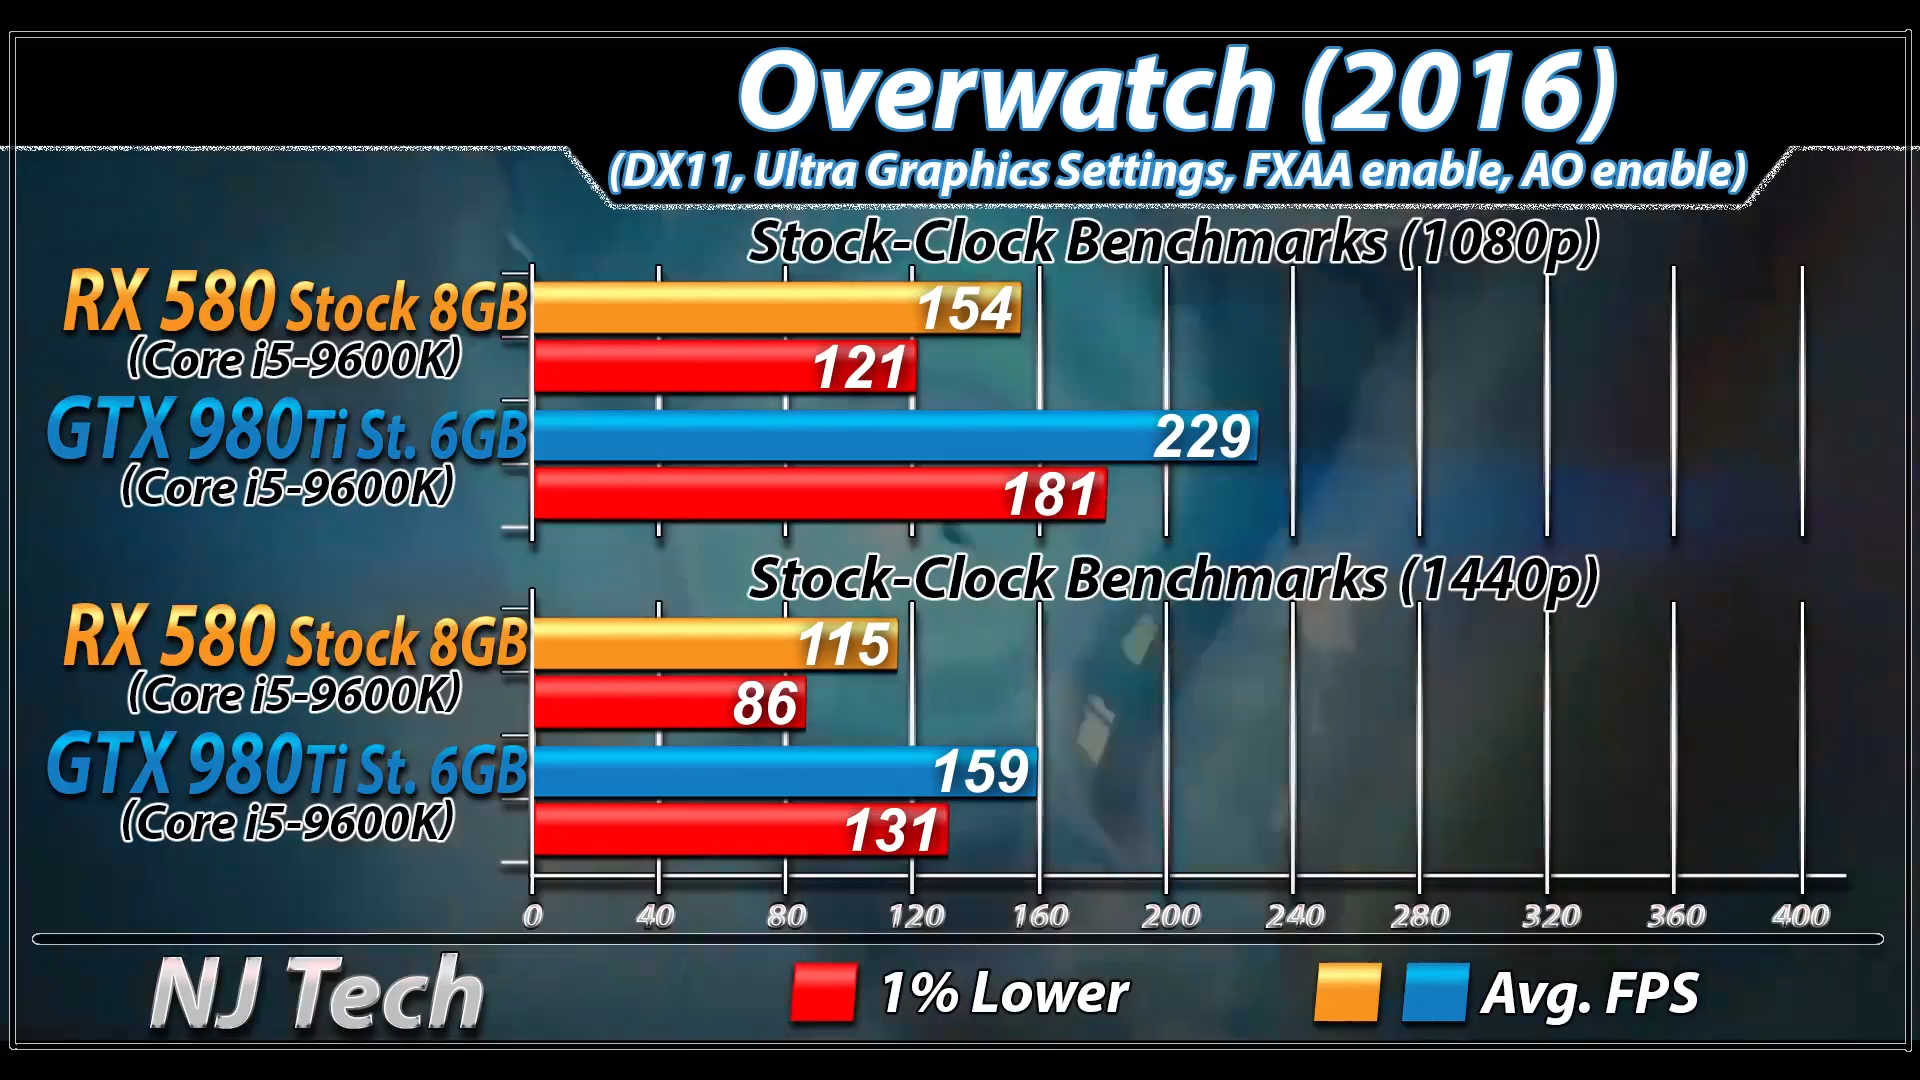 Overwatch (2016)
(DX11, Ultra Graphics Settings, FXAA enable, AO enable)
Stock-Clock Benchmarks (1080p)
RX 580 Stock 8GB
(Core i5-9600K)
154
121
GTX 980Ti St. 6GB
(Core i5-9600K)
229
181
Stock-Clock Benchmarks (1440p)
RX 580 Stock 8GB
(Core i5-9600K)
115
86
GTX 980Ti St. 6GB
(Core i5-9600K)
159
131
0 40 80 120 160 200 240 280 320 360 400
NJ Tech
1% Lower
Avg. FPS